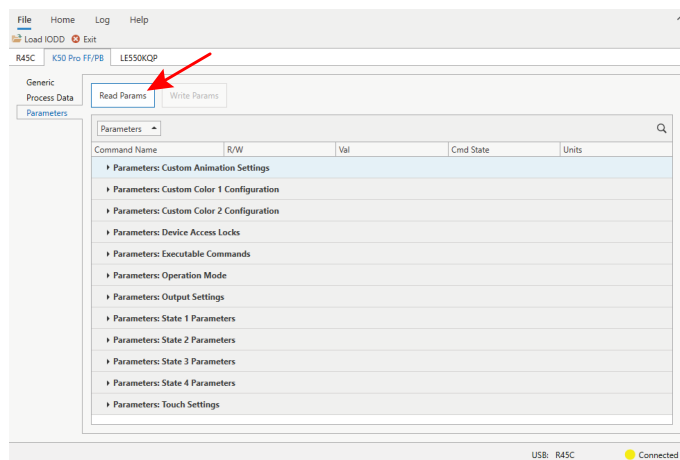 File Home Log Help
Load IODD Exit
R45C K50 Pro FF/PB LE550KQP
Generic
Process Data
Parameters
Read Params Write Params
Parameters
Command Name R/W Val Cmd State Units
Parameters: Custom Animation Settings
Parameters: Custom Color 1 Configuration
Parameters: Custom Color 2 Configuration
Parameters: Device Access Locks
Parameters: Executable Commands
Parameters: Operation Mode
Parameters: Output Settings
Parameters: State 1 Parameters
Parameters: State 2 Parameters
Parameters: State 3 Parameters
Parameters: State 4 Parameters
Parameters: Touch Settings
USB: R45C Connected